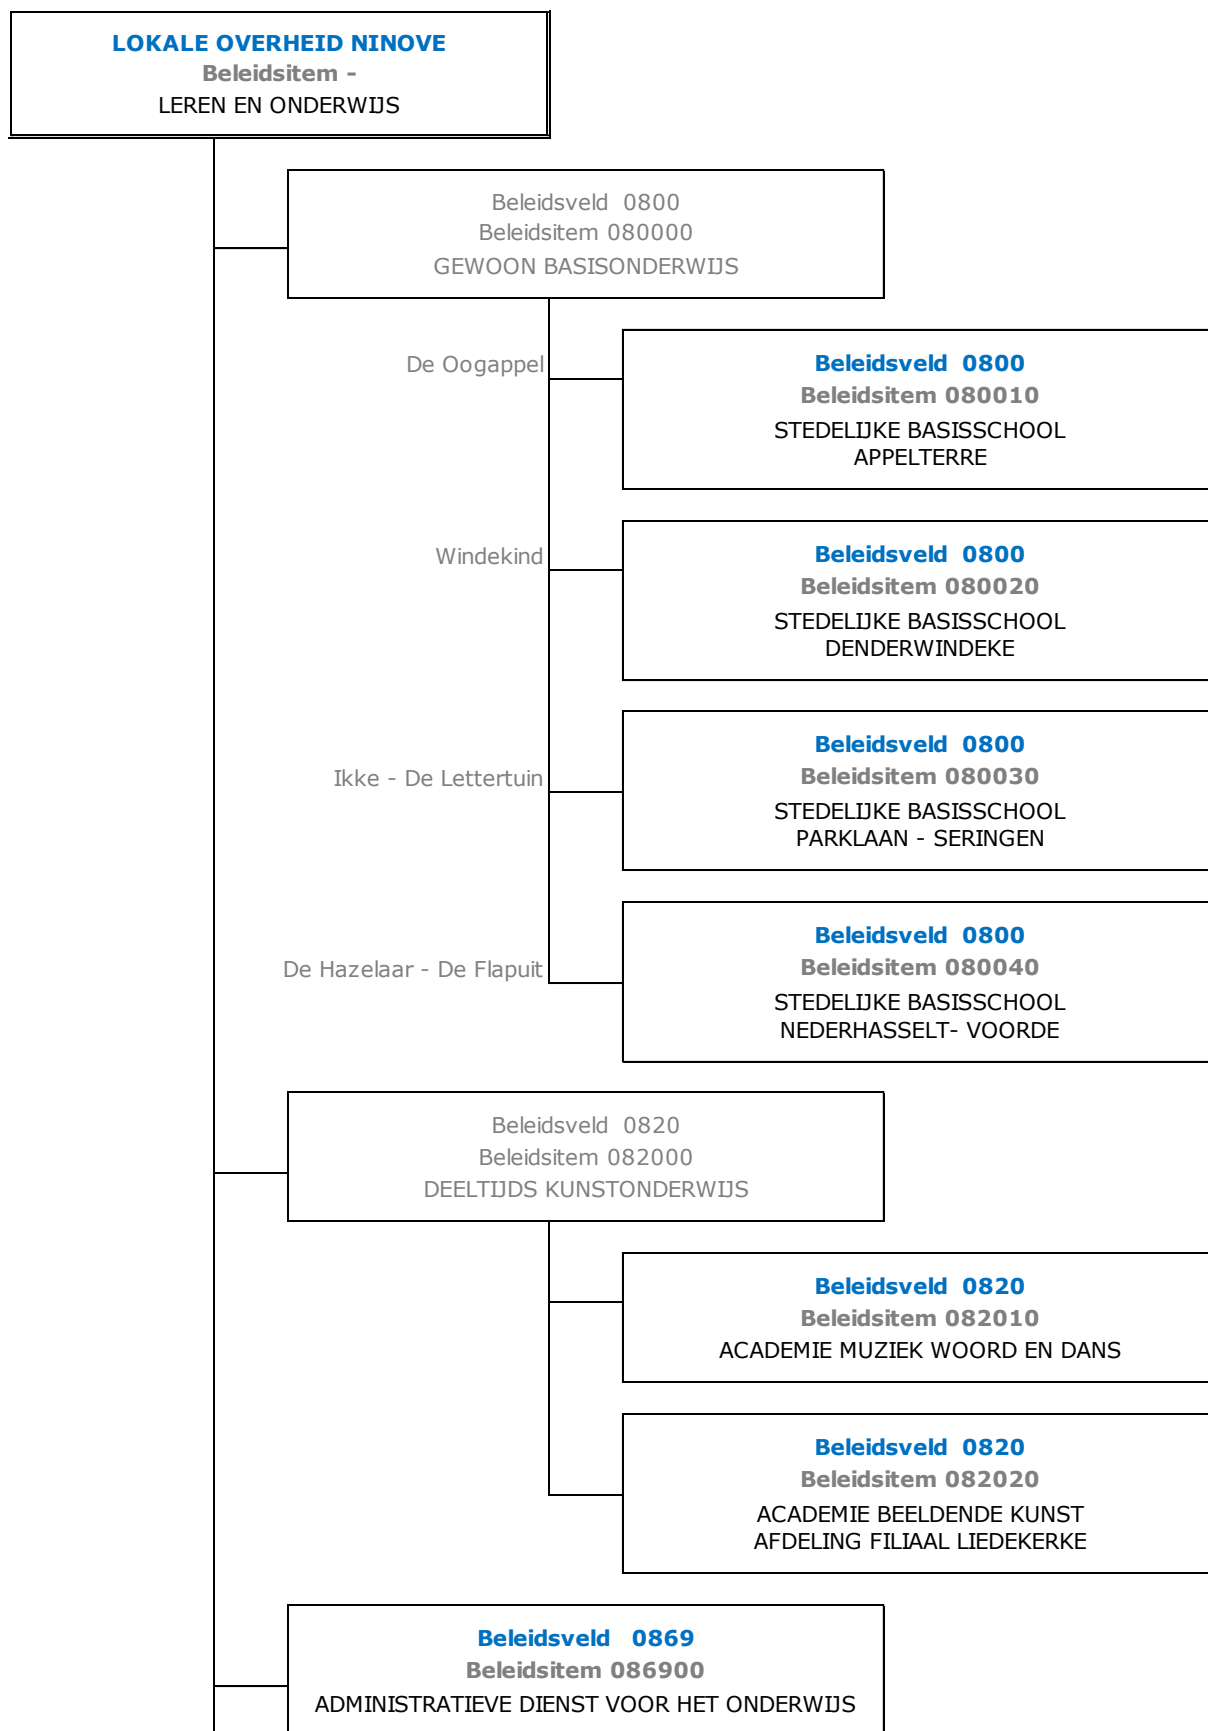 LOKALE OVERHEID NINOVE
Beleidsitem -
LEREN EN ONDERWIJS
Beleidsveld 0800
Beleidsitem 080000
GEWOON BASISONDERWIJS
De Oogappel
Beleidsveld 0800
Beleidsitem 080010
STEDELIJKE BASISSCHOOL
APPELTERRE
Windekind
Beleidsveld 0800
Beleidsitem 080020
STEDELIJKE BASISSCHOOL
DENDERWINDEKE
Ikke - De Lettertuin
Beleidsveld 0800
Beleidsitem 080030
STEDELIJKE BASISSCHOOL
PARKLAAN - SERINGEN
De Hazelaar - De Flapuit
Beleidsveld 0800
Beleidsitem 080040
STEDELIJKE BASISSCHOOL
NEDERHASSELT- VOORDE
Beleidsveld 0820
Beleidsitem 082000
DEELTIJDS KUNSTONDERWIJS
Beleidsveld 0820
Beleidsitem 082010
ACADEMIE MUZIEK WOORD EN DANS
Beleidsveld 0820
Beleidsitem 082020
ACADEMIE BEELDENDE KUNST
AFDELING FILIAAL LIEDEKERKE
Beleidsveld 0869
Beleidsitem 086900
ADMINISTRATIEVE DIENST VOOR HET ONDERWIJS